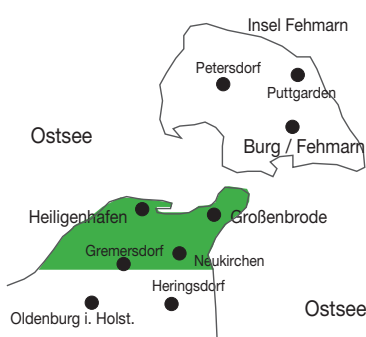 Insel Fehmarn
Petersdorf
Puttgarden
Ostsee
Burg / Fehmarn
Heiligenhafen
Großenbrode
Gremersdorf
Neukirchen
Heringsdorf
Oldenburg i. Holst.
Ostsee